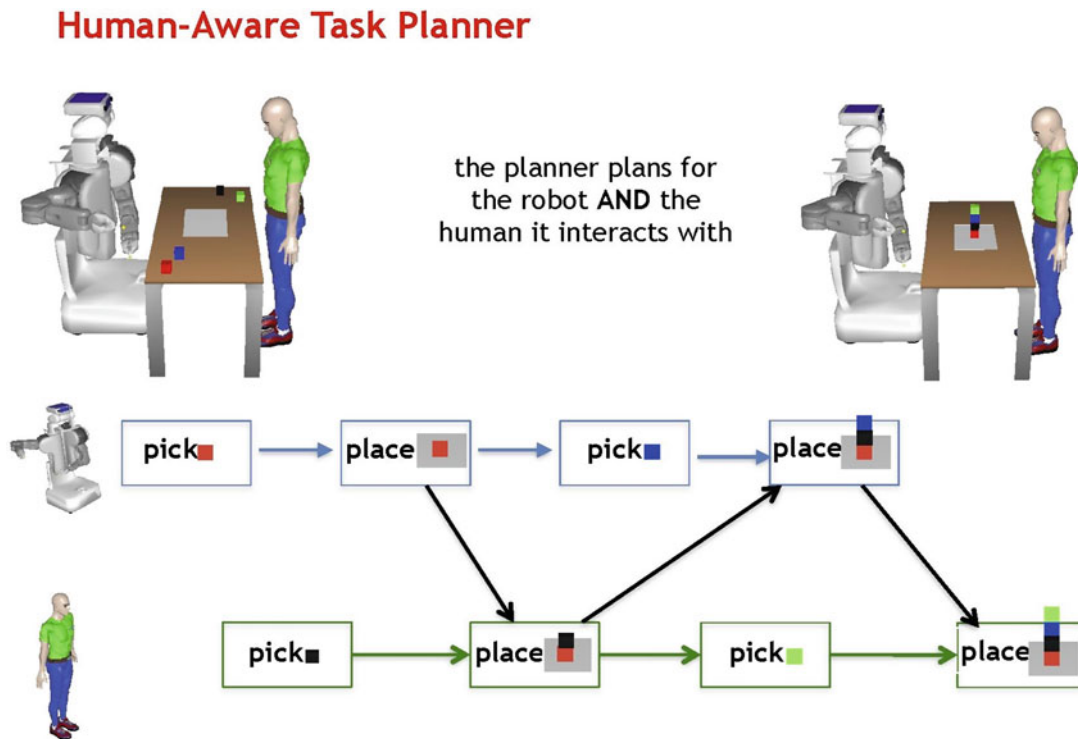 Human-Aware Task Planner
the planner plans for
the robot AND the
human it interacts with
pick
place
pick
place
pick
place
pick
place